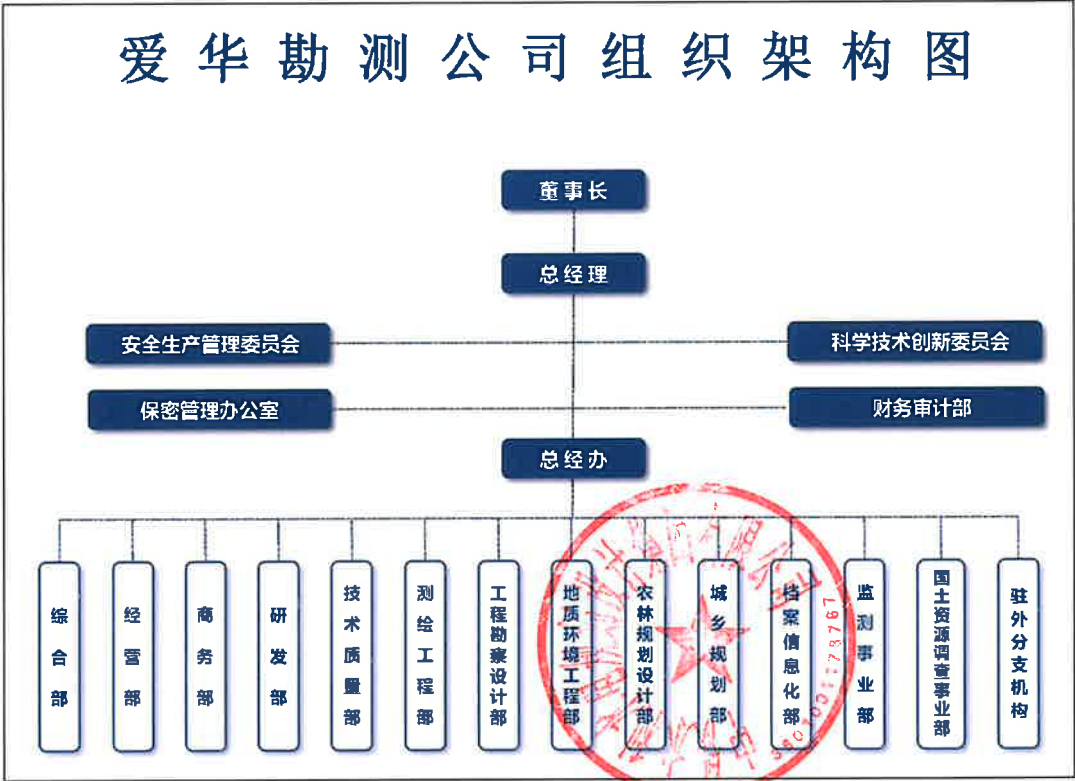 爱华勘测公司组织架构图
董事长
总经理
安全生产管理委员会
科学技术创新委员会
保密管理办公室
财务审计部
总经办
综合部
经营部
商务部
研发部
技术质量部
测绘工程部
工程勘察设计部
地质环境工程部
农林规划设计部
城乡规划部
档案信息化部
监测事业部
国土资源调查事业部
驻外分支机构